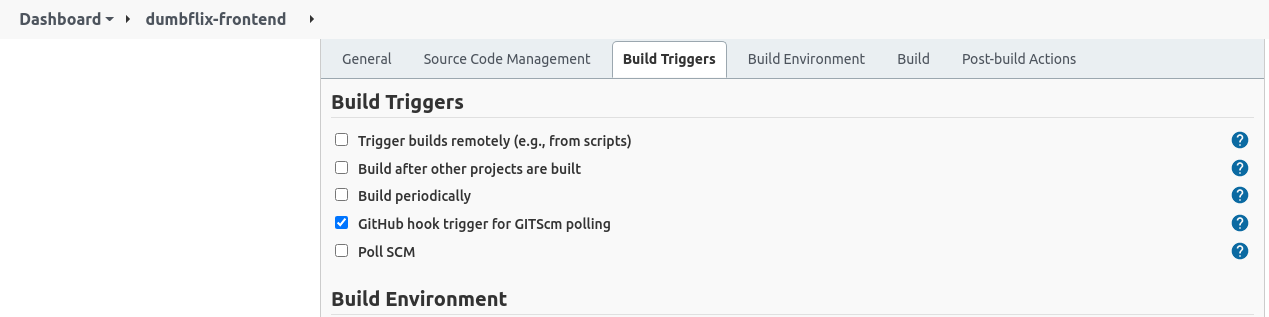 Dashboard dumbflix-frontend
General Source Code Management Build Triggers Build Environment Build Post-build Actions
Build Triggers
Trigger builds remotely (e.g., from scripts) ?
Build after other projects are built ?
Build periodically ?
GitHub hook trigger for GITScm polling ?
Poll SCM ?
Build Environment